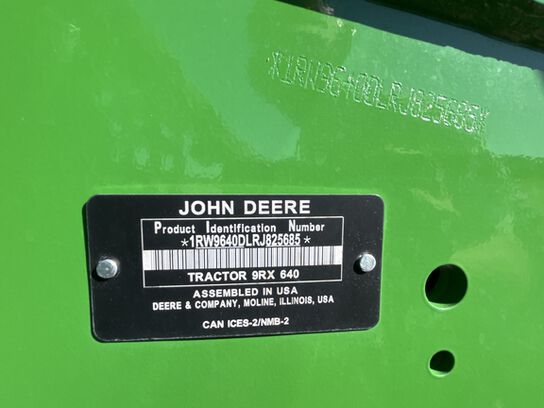 *1RW9640DLRJ825685*
JOHN DEERE
Product Identification Number
*1RW9640DLRJ825685*
TRACTOR 9RX 640
ASSEMBLED IN USA
DEERE & COMPANY, MOLINE, ILLINOIS, USA
CAN ICES-2/NMB-2